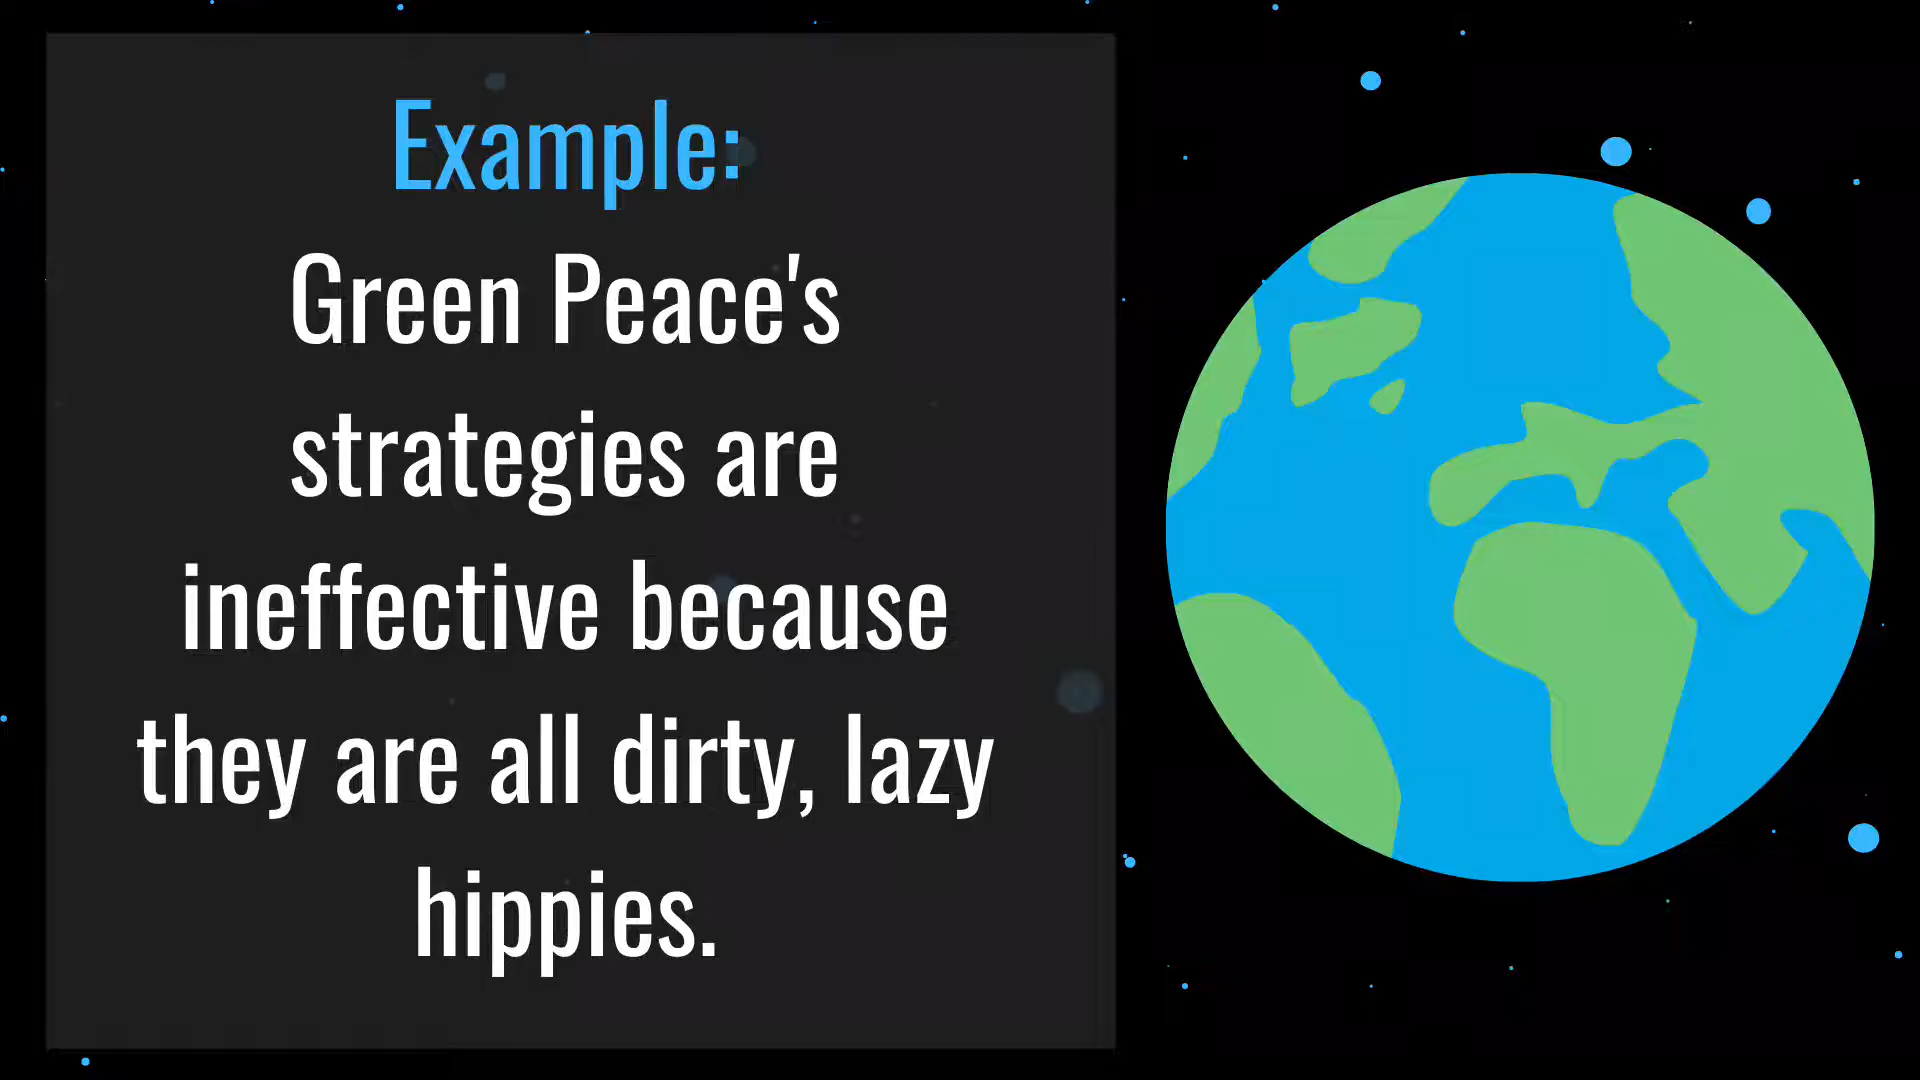 Example:
Green Peace's
strategies are
ineffective because
they are all dirty, lazy
hippies.